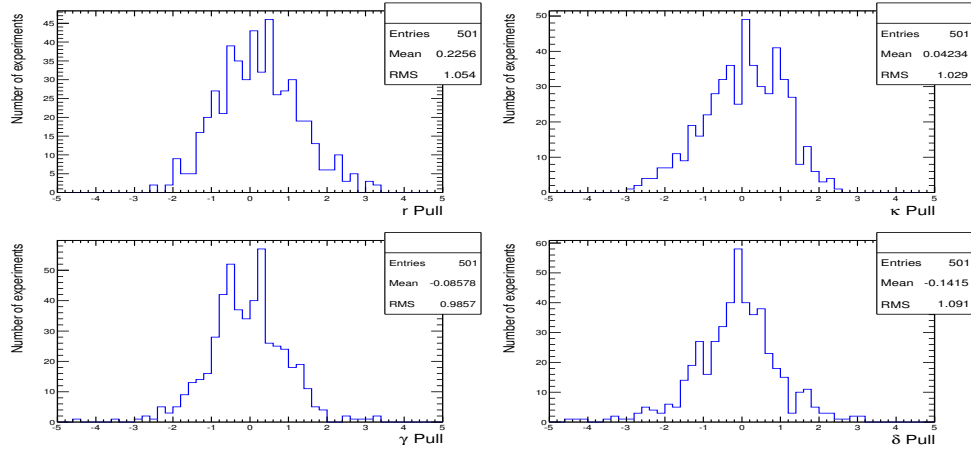 Number of experiments
45
40
35
30
25
20
15
10
5
0
-5 -4 -3 -2 -1 0 1 2 3 4 5
r Pull
Entries 501
Mean 0.2256
RMS 1.054
Number of experiments
50
40
30
20
10
0
-5 -4 -3 -2 -1 0 1 2 3 4 5
κ Pull
Entries 501
Mean 0.04234
RMS 1.029
Number of experiments
50
40
30
20
10
0
-5 -4 -3 -2 -1 0 1 2 3 4 5
γ Pull
Entries 501
Mean -0.08578
RMS 0.9857
Number of experiments
60
50
40
30
20
10
0
-5 -4 -3 -2 -1 0 1 2 3 4 5
δ Pull
Entries 501
Mean -0.1415
RMS 1.091